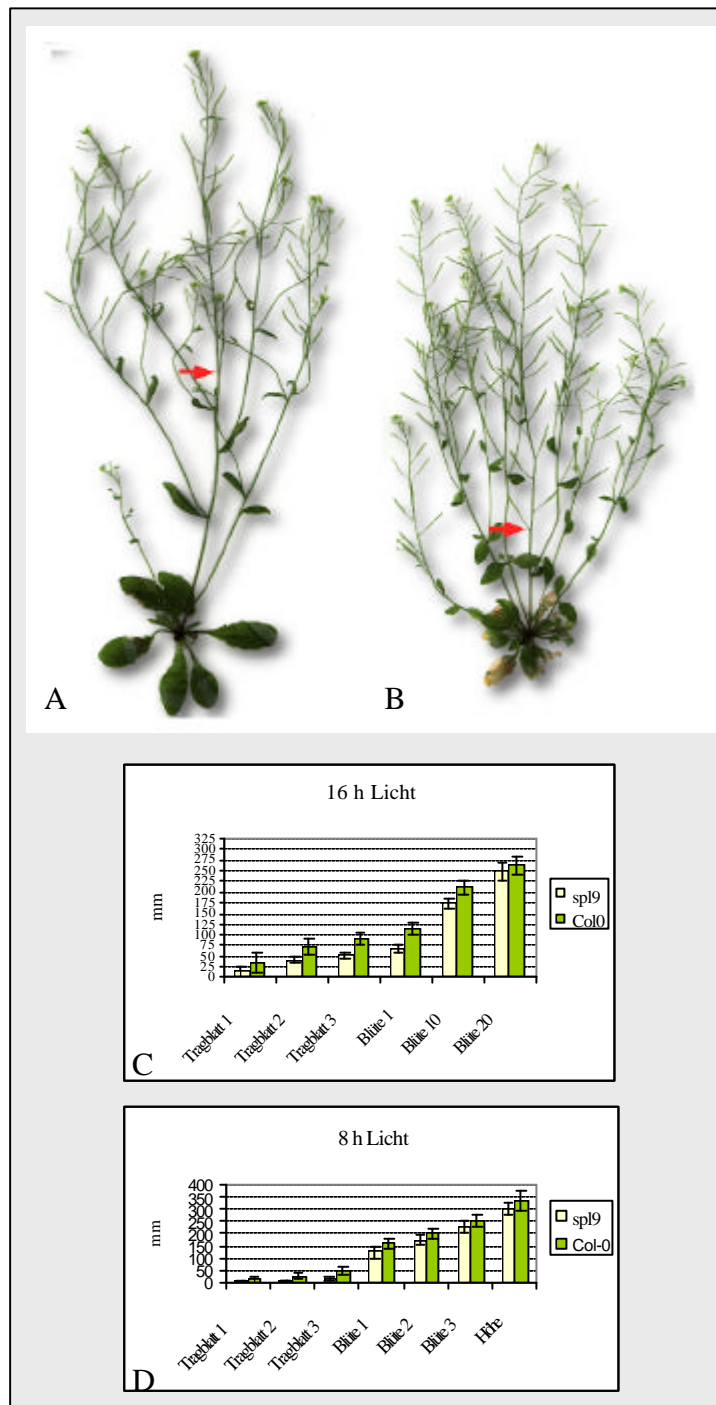 A
B
16 h Licht
mm
325
300
275
250
225
200
175
150
125
100
75
50
25
0
spl9
Col0
Tragblatt 1
Tragblatt 2
Tragblatt 3
Blüte 1
Blüte 10
Blüte 20
C
8 h Licht
mm
400
350
300
250
200
150
100
50
0
spl9
Col-0
Tragblatt 1
Tragblatt 2
Tragblatt 3
Blüte 1
Blüte 2
Blüte 3
Höhe
D